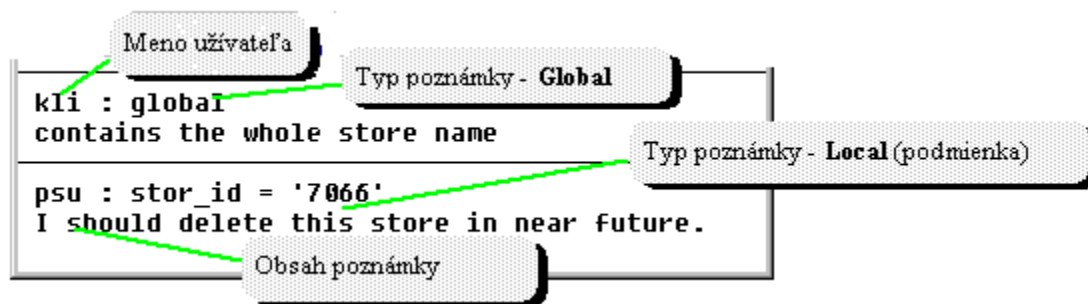 Meno užívateľa
Typ poznámky - Global
kli : global
contains the whole store name
Typ poznámky - Local (podmienka)
psu : stor_id = '7066'
I should delete this store in near future.
Obsah poznámky